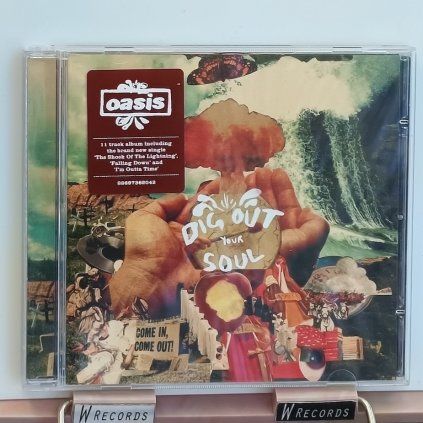 oasis
11 track album including
the brand new single
'The Shock Of The Lightning',
'Falling Down' and
'I'm Outta Time'
88697362042
DIG OUT
YOUR
SOUL
COME IN,
COME OUT!
W RECORDS
W RECORDS